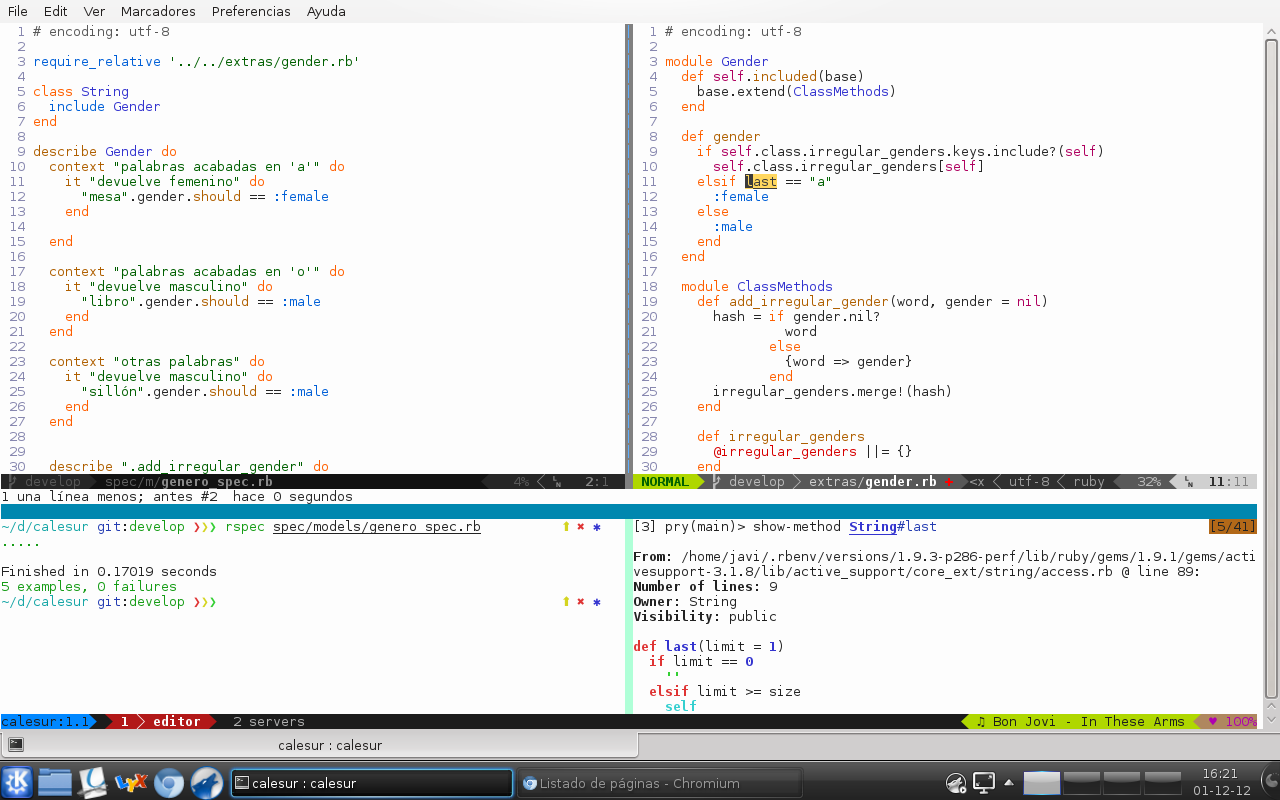 File Edit Ver Marcadores Preferencias Ayuda
1 # encoding: utf-8
2
3 require_relative '../../extras/gender.rb'
4
5 class String
6   include Gender
7 end
8
9 describe Gender do
10   context "palabras acabadas en 'a'" do
11     it "devuelve femenino" do
12       "mesa".gender.should == :female
13     end
14
15   end
16
17   context "palabras acabadas en 'o'" do
18     it "devuelve masculino" do
19       "libro".gender.should == :male
20     end
21   end
22
23   context "otras palabras" do
24     it "devuelve masculino" do
25       "sillón".gender.should == :male
26     end
27   end
28
29
30   describe ".add_irregular_gender" do
develop spec/m/genero_spec.rb 4% 2:1
1 una línea menos; antes #2  hace 0 segundos
1 # encoding: utf-8
2
3 module Gender
4   def self.included(base)
5     base.extend(ClassMethods)
6   end
7
8   def gender
9     if self.class.irregular_genders.keys.include?(self)
10       self.class.irregular_genders[self]
11     elsif last == "a"
12       :female
13     else
14       :male
15     end
16   end
17
18   module ClassMethods
19     def add_irregular_gender(word, gender = nil)
20       hash = if gender.nil?
21                word
22              else
23                {word => gender}
24              end
25       irregular_genders.merge!(hash)
26     end
27
28     def irregular_genders
29       @irregular_genders ||= {}
30     end
NORMAL develop extras/gender.rb + <x utf-8 ruby 32% 11:11
~/d/calesur git:develop ❯❯❯ rspec spec/models/genero_spec.rb ⬆ ✖ ✱
.....

Finished in 0.17019 seconds
5 examples, 0 failures
~/d/calesur git:develop ❯❯❯ ⬆ ✖ ✱
[3] pry(main)> show-method String#last [5/41]

From: /home/javi/.rbenv/versions/1.9.3-p286-perf/lib/ruby/gems/1.9.1/gems/acti
vesupport-3.1.8/lib/active_support/core_ext/string/access.rb @ line 89:
Number of lines: 9
Owner: String
Visibility: public

def last(limit = 1)
  if limit == 0
    ''
  elsif limit >= size
    self
calesur:1.1 1 editor 2 servers ♫ Bon Jovi - In These Arms ♥ 100%
calesur : calesur
calesur : calesur Listado de páginas - Chromium 16:21
01-12-12